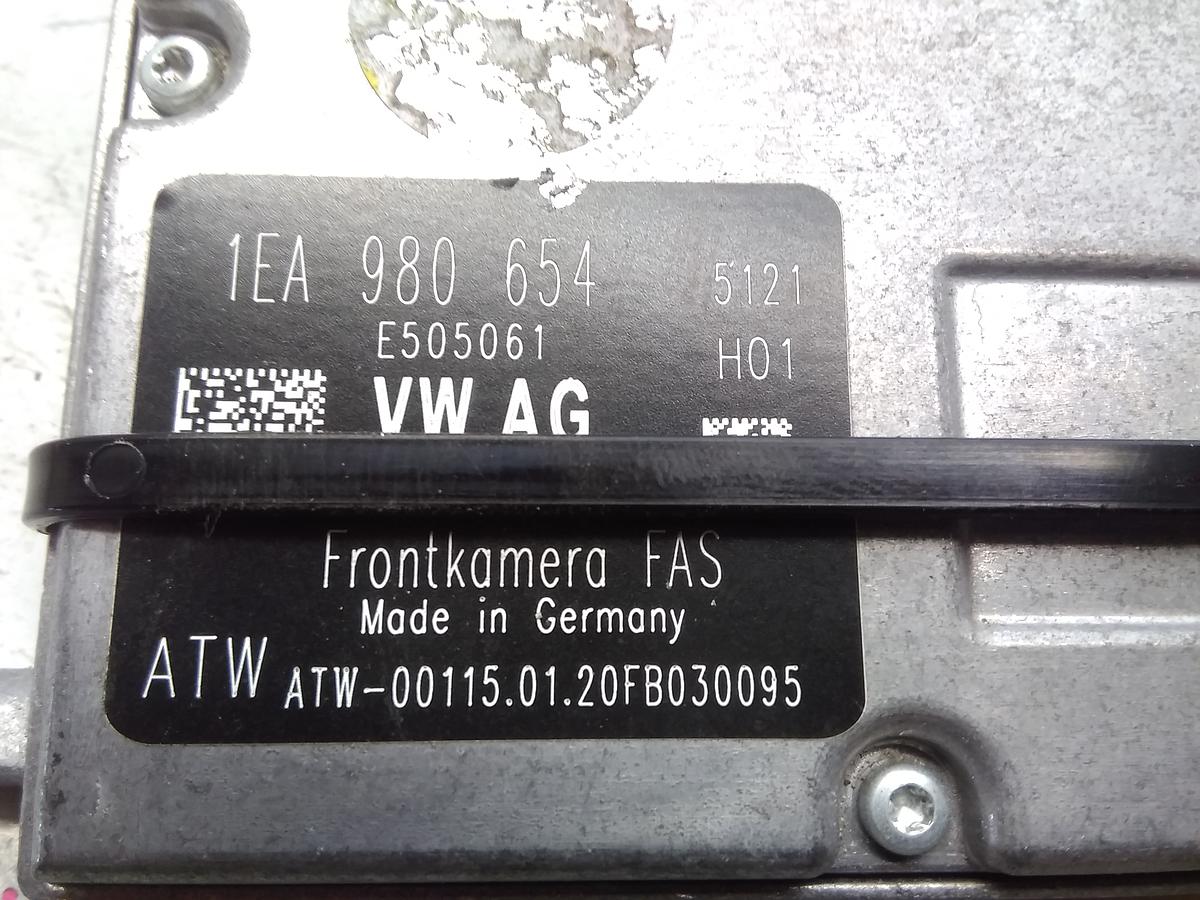 1EA 980 654 5121
E505061 H01
VW AG
Frontkamera FAS
Made in Germany
ATW ATW-00115.01.20FB030095